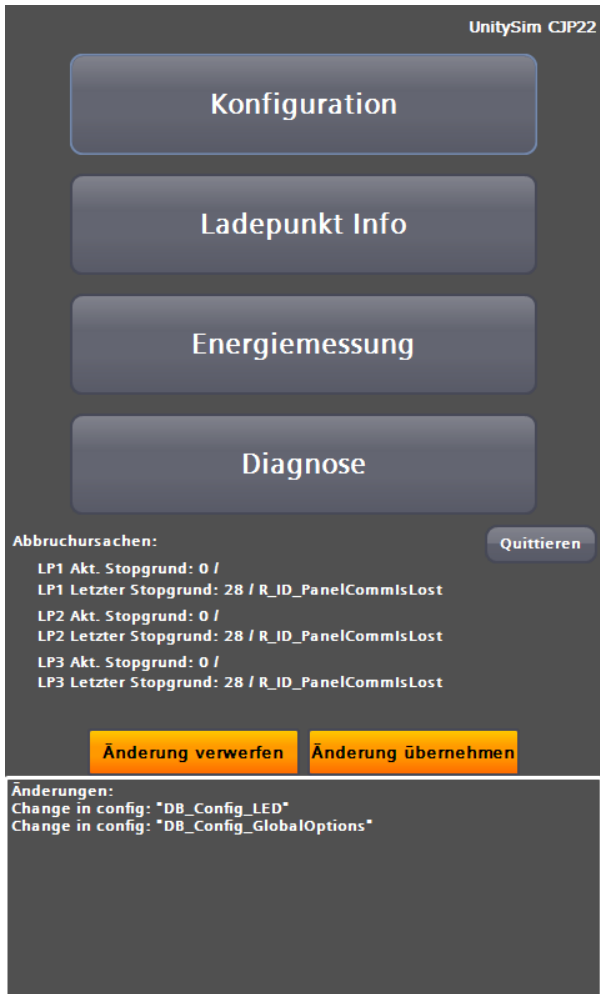 UnitySim CJP22
Konfiguration
Ladepunkt Info
Energiemessung
Diagnose
Abbruchursachen:
Quittieren
LP1 Akt. Stopgrund: 0 /
LP1 Letzter Stopgrund: 28 / R_ID_PanelCommIsLost
LP2 Akt. Stopgrund: 0 /
LP2 Letzter Stopgrund: 28 / R_ID_PanelCommIsLost
LP3 Akt. Stopgrund: 0 /
LP3 Letzter Stopgrund: 28 / R_ID_PanelCommIsLost
Änderung verwerfen
Änderung übernehmen
Änderungen:
Change in config: "DB_Config_LED"
Change in config: "DB_Config_GlobalOptions"